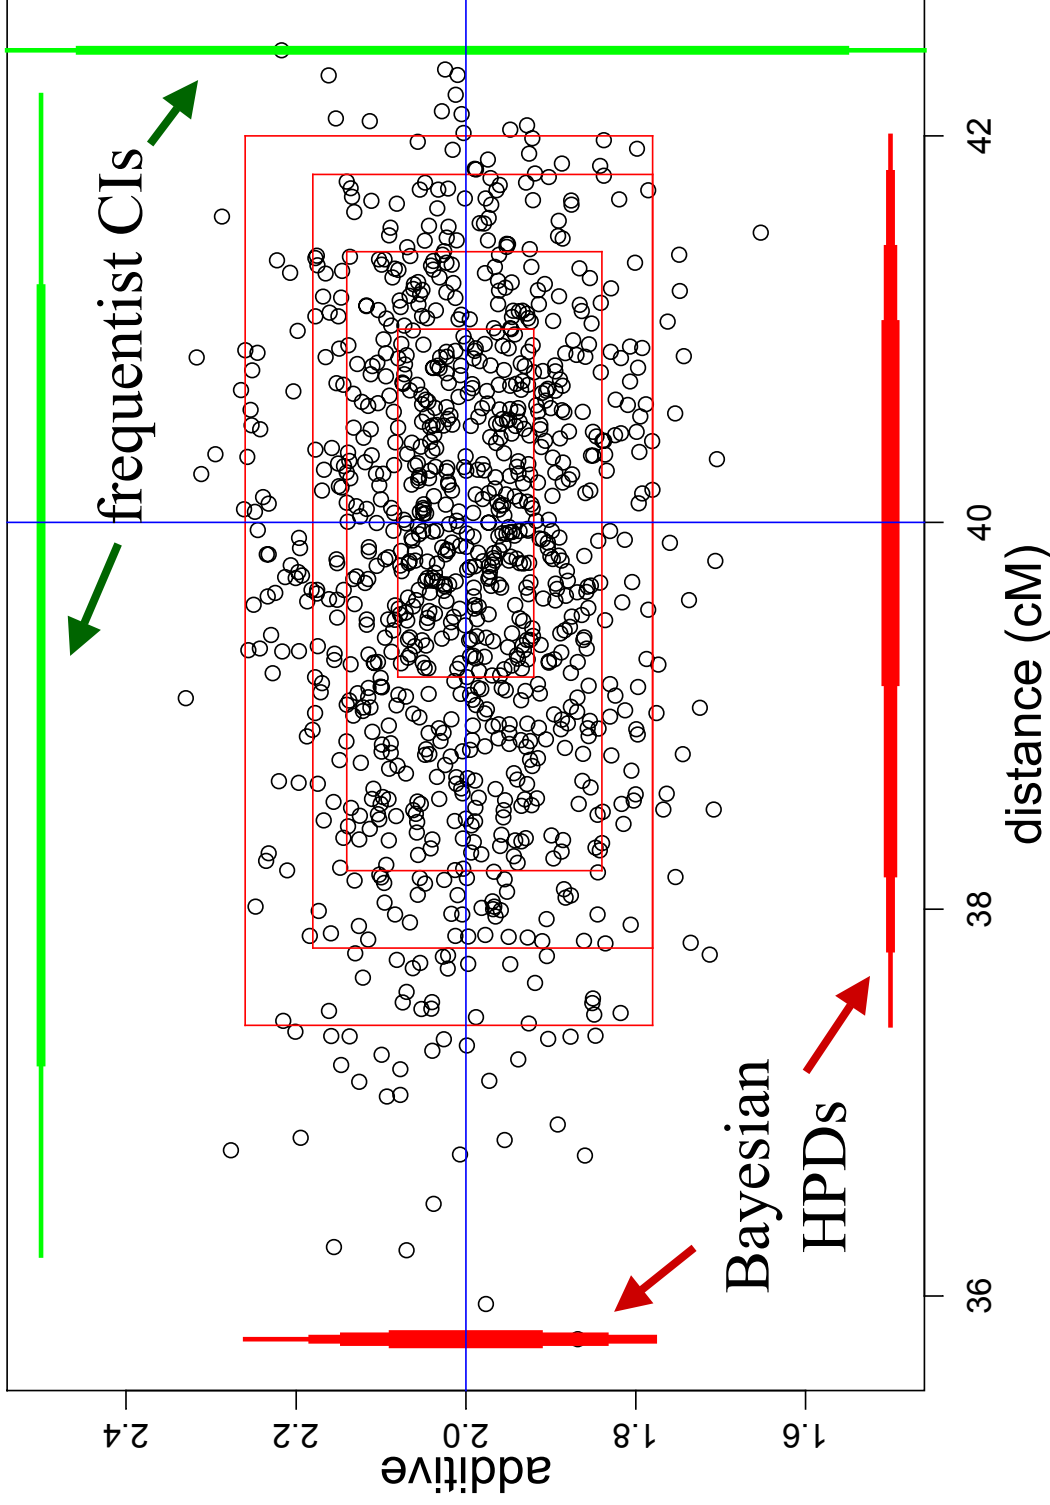 frequentist CIs
Bayesian
HPDs
additive
2.4
2.2
2.0
1.8
1.6
36
38
40
42
distance (cM)